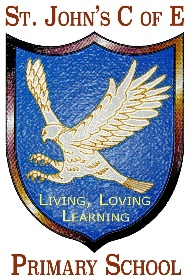 ST. JOHN'S C OF E
LIVING, LOVING
LEARNING
PRIMARY SCHOOL